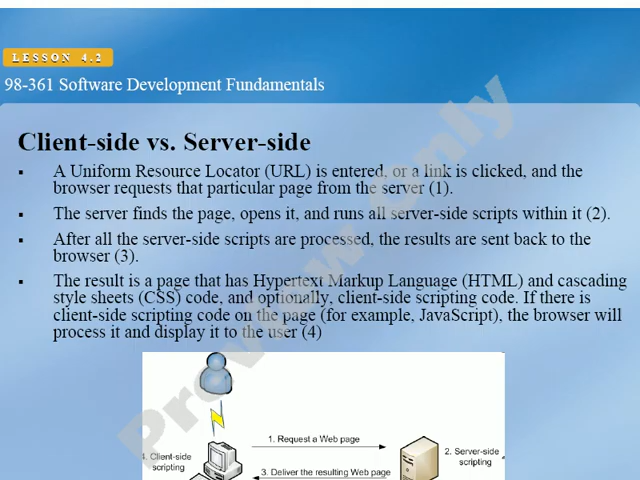 LESSON 4.2
98-361 Software Development Fundamentals
Client-side vs. Server-side
▪ A Uniform Resource Locator (URL) is entered, or a link is clicked, and the
browser requests that particular page from the server (1).
▪ The server finds the page, opens it, and runs all server-side scripts within it (2).
▪ After all the server-side scripts are processed, the results are sent back to the
browser (3).
▪ The result is a page that has Hypertext Markup Language (HTML) and cascading
style sheets (CSS) code, and optionally, client-side scripting code. If there is
client-side scripting code on the page (for example, JavaScript), the browser will
process it and display it to the user (4)
1. Request a Web page
4. Client-side
scripting
2. Server-side
scripting
3. Deliver the resulting Web page
Preview Only